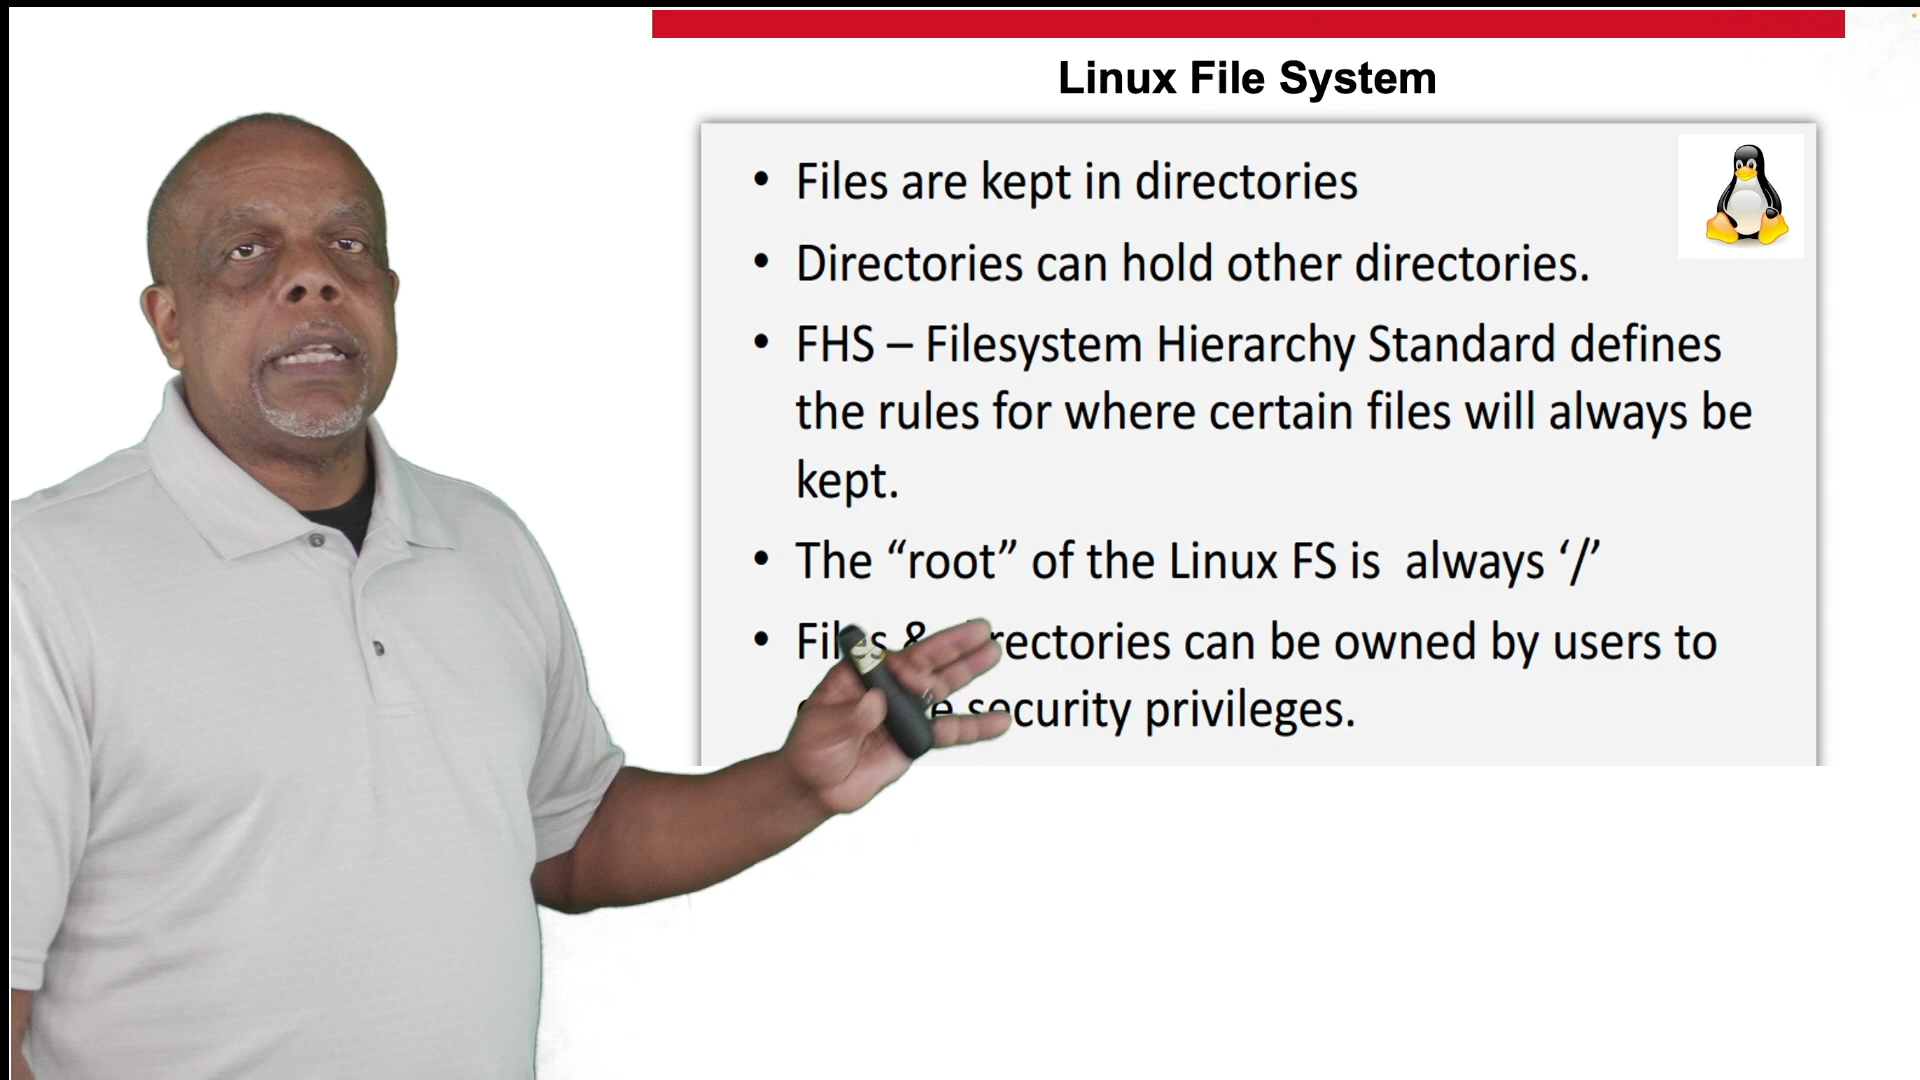 Linux File System
• Files are kept in directories
• Directories can hold other directories.
• FHS – Filesystem Hierarchy Standard defines
the rules for where certain files will always be
kept.
• The “root” of the Linux FS is always ‘/’
• Files & directories can be owned by users to
security privileges.